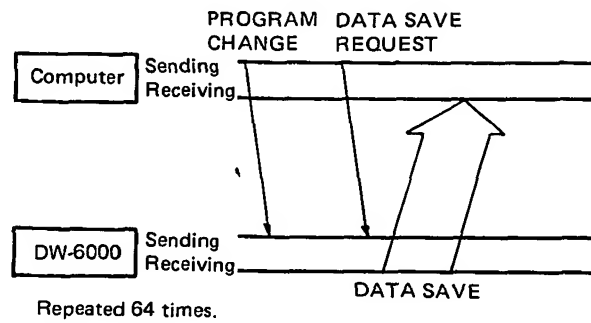 PROGRAM CHANGE
DATA SAVE REQUEST
Computer
Sending
Receiving
DW-6000
Sending
Receiving
DATA SAVE
Repeated 64 times.